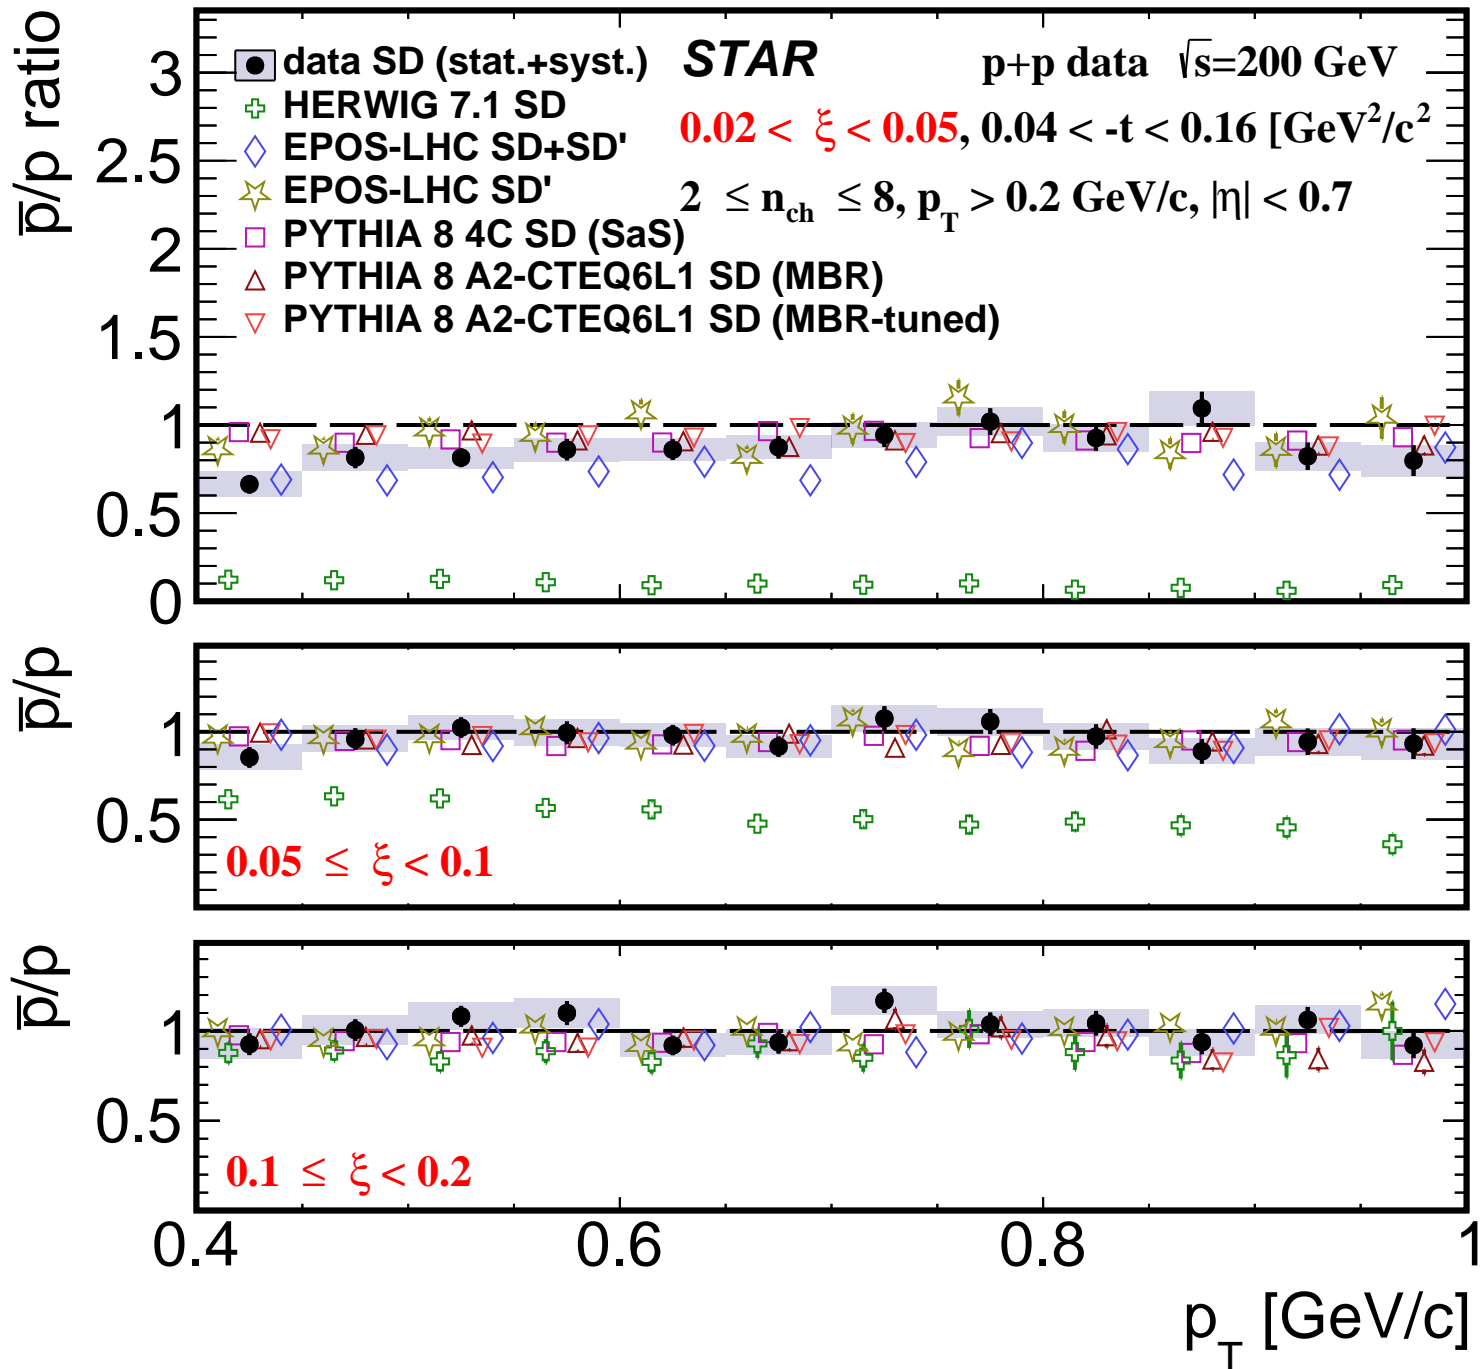 p̅/p ratio
3
2.5
2
1.5
1
0.5
0
data SD (stat.+syst.)
HERWIG 7.1 SD
EPOS-LHC SD+SD'
EPOS-LHC SD'
PYTHIA 8 4C SD (SaS)
PYTHIA 8 A2-CTEQ6L1 SD (MBR)
PYTHIA 8 A2-CTEQ6L1 SD (MBR-tuned)
STAR p+p data √s=200 GeV
0.02 < ξ < 0.05, 0.04 < -t < 0.16 [GeV²/c²
2 ≤ n_ch ≤ 8, p_T > 0.2 GeV/c, |η| < 0.7
p̅/p
1
0.5
0.05 ≤ ξ < 0.1
p̅/p
1
0.5
0.1 ≤ ξ < 0.2
0.4 0.6 0.8 1
p_T [GeV/c]